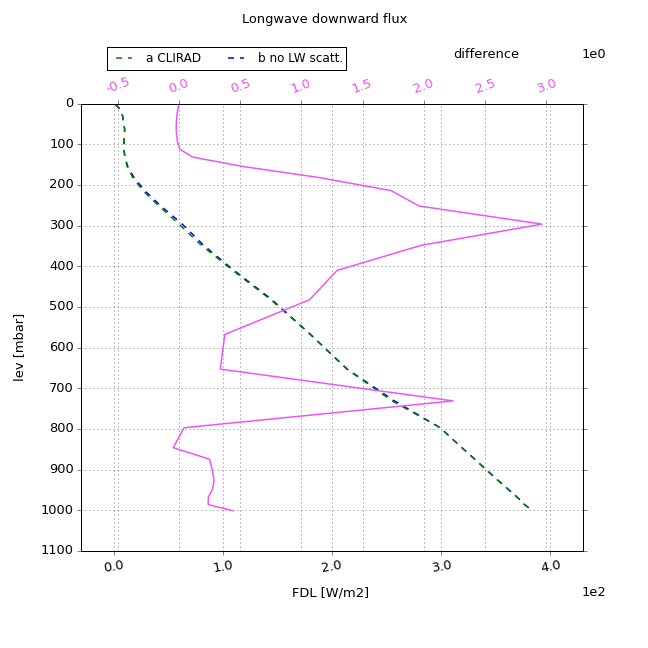 Longwave downward flux
a CLIRAD b no LW scatt. difference 1e0
-0.5 0.0 0.5 1.0 1.5 2.0 2.5 3.0
0
100
200
300
400
500
600
700
800
900
1000
1100
lev [mbar]
0.0 1.0 2.0 3.0 4.0
FDL [W/m2] 1e2